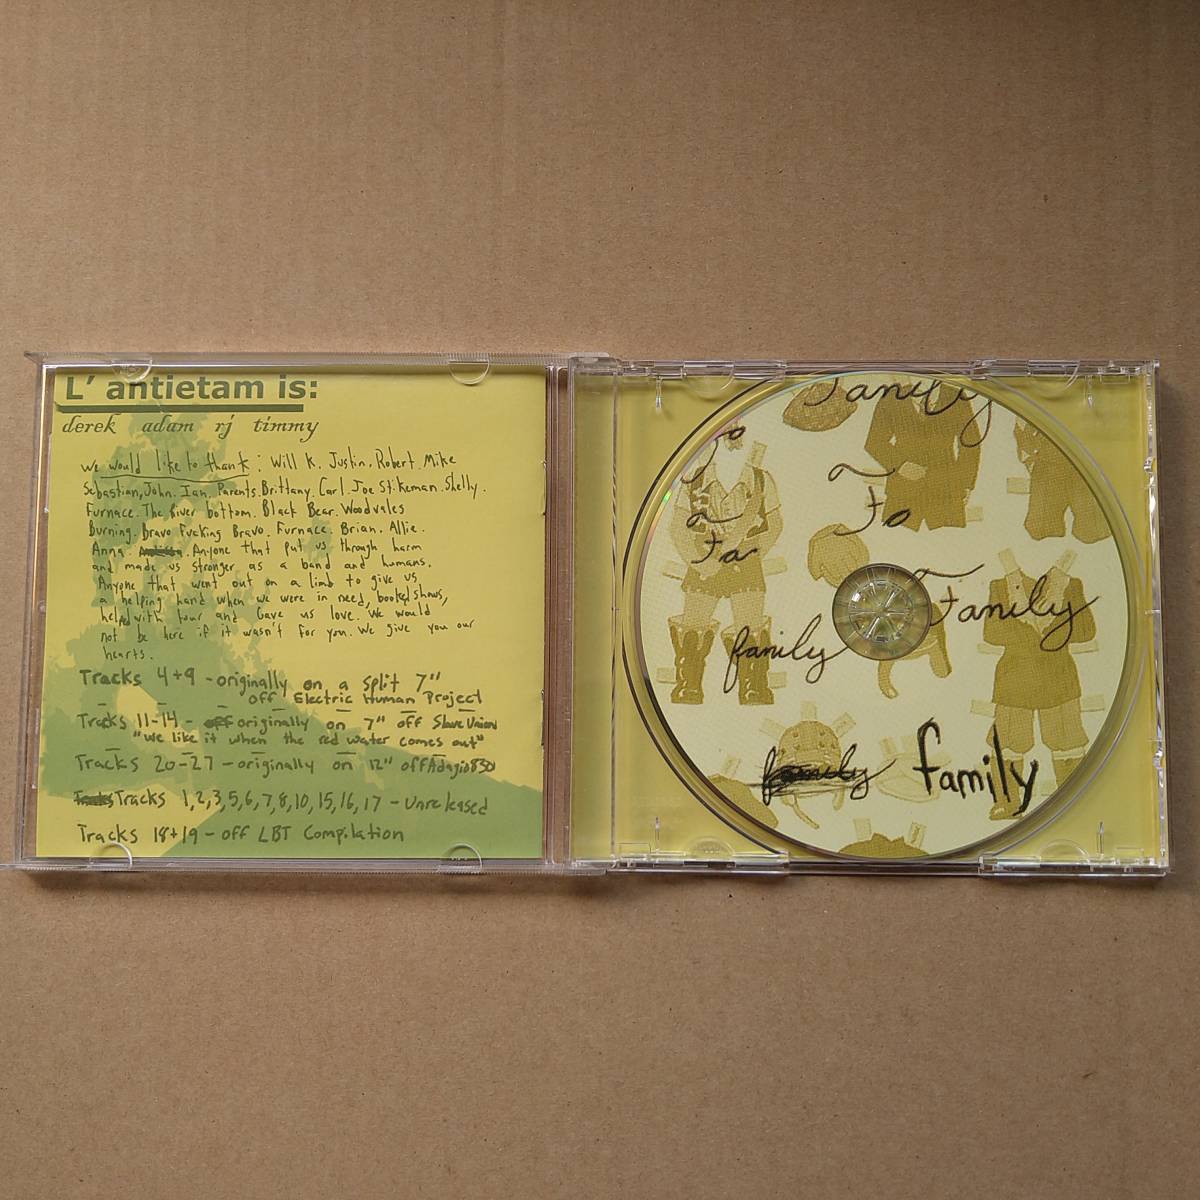 L' antietam is:
derek adam rj timmy
We would like to thank: Will K. Justin. Robert. Mike
Sebastian, John. Ian. Parents. Brittany. Carl. Joe Stikeman. Shelly.
Furnace. The River bottom. Black Bear. Woodvales
Burning. Bravo Fucking Bravo. Furnace. Brian. Allie.
Anna. Anyone that put us through harm
and made us stronger as a band and humans.
Anyone that went out on a limb to give us
a helping hand when we were in need, booked shows,
help with tour and Gave us love. We would
not be here if it wasn't for you. We give you our
hearts.
Tracks 4+9 - originally on a split 7"
off Electric Human Project
Tracks 11-14 - off originally on 7" off Slave Union
"We like it when the red water comes out"
Tracks 20-27 - originally on 12" off Adagio830
Tracks Tracks 1,2,3,5,6,7,8,10,15,16,17 - Unreleased
Tracks 18+19 - off LBT Compilation
Family
Family
family
family family